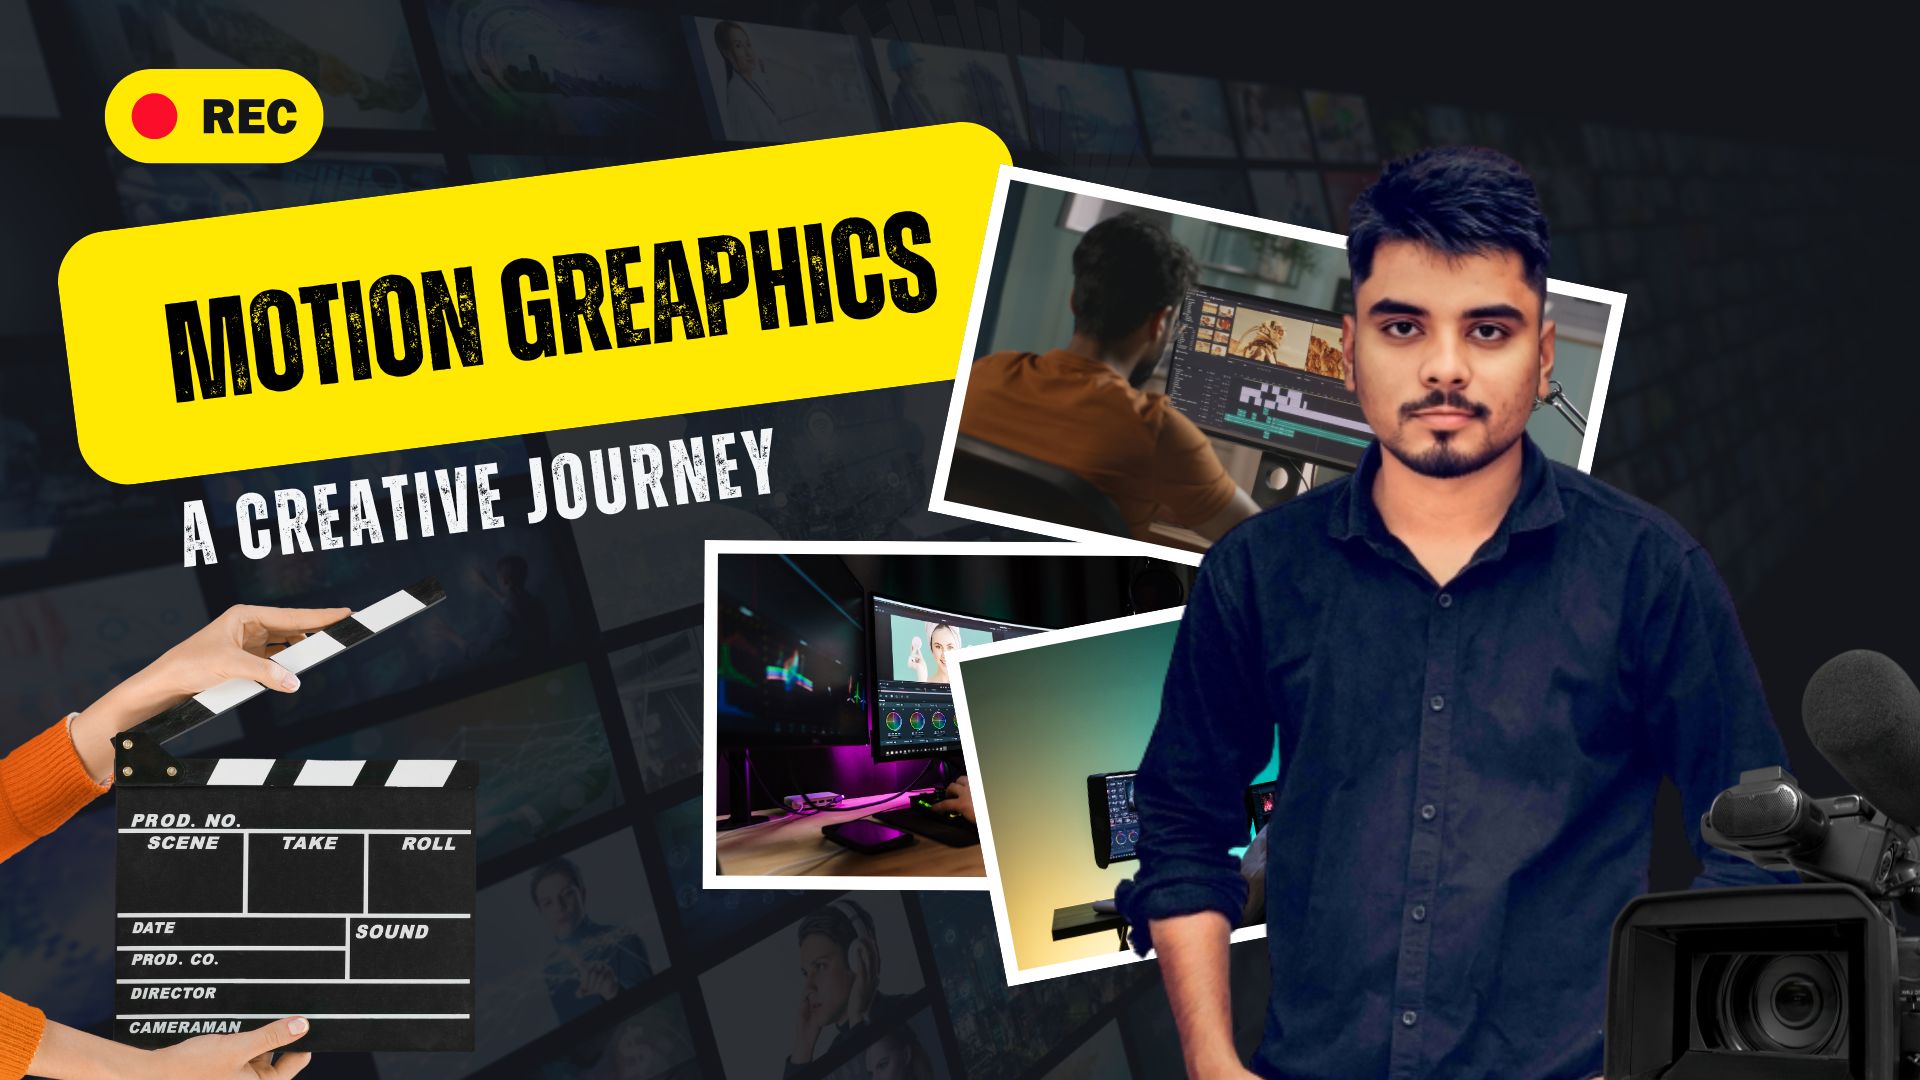 REC
MOTION GREAPHICS
A CREATIVE JOURNEY
PROD. NO.
SCENE TAKE ROLL
DATE SOUND
PROD. CO.
DIRECTOR
CAMERAMAN